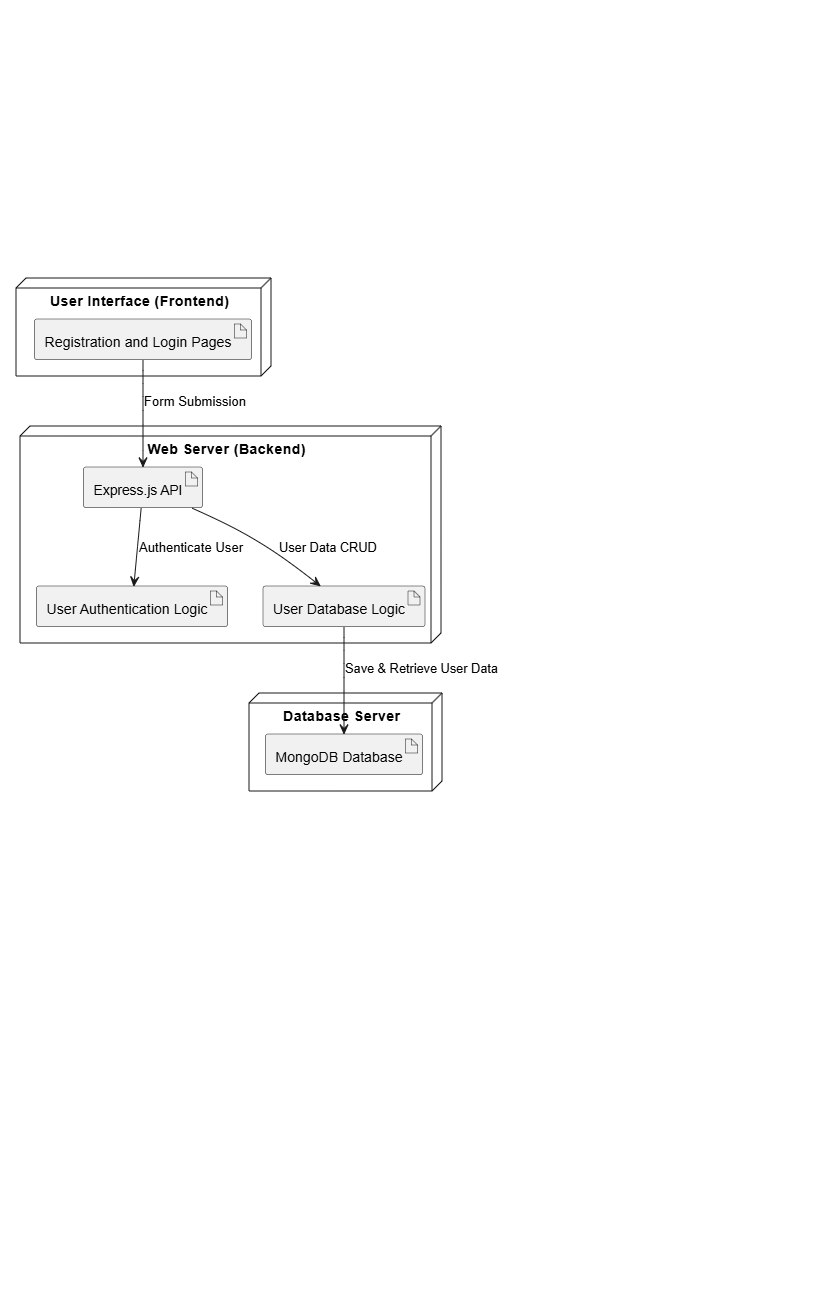 User Interface (Frontend)
Registration and Login Pages
Form Submission
Web Server (Backend)
Express.js API
Authenticate User
User Data CRUD
User Authentication Logic
User Database Logic
Save & Retrieve User Data
Database Server
MongoDB Database